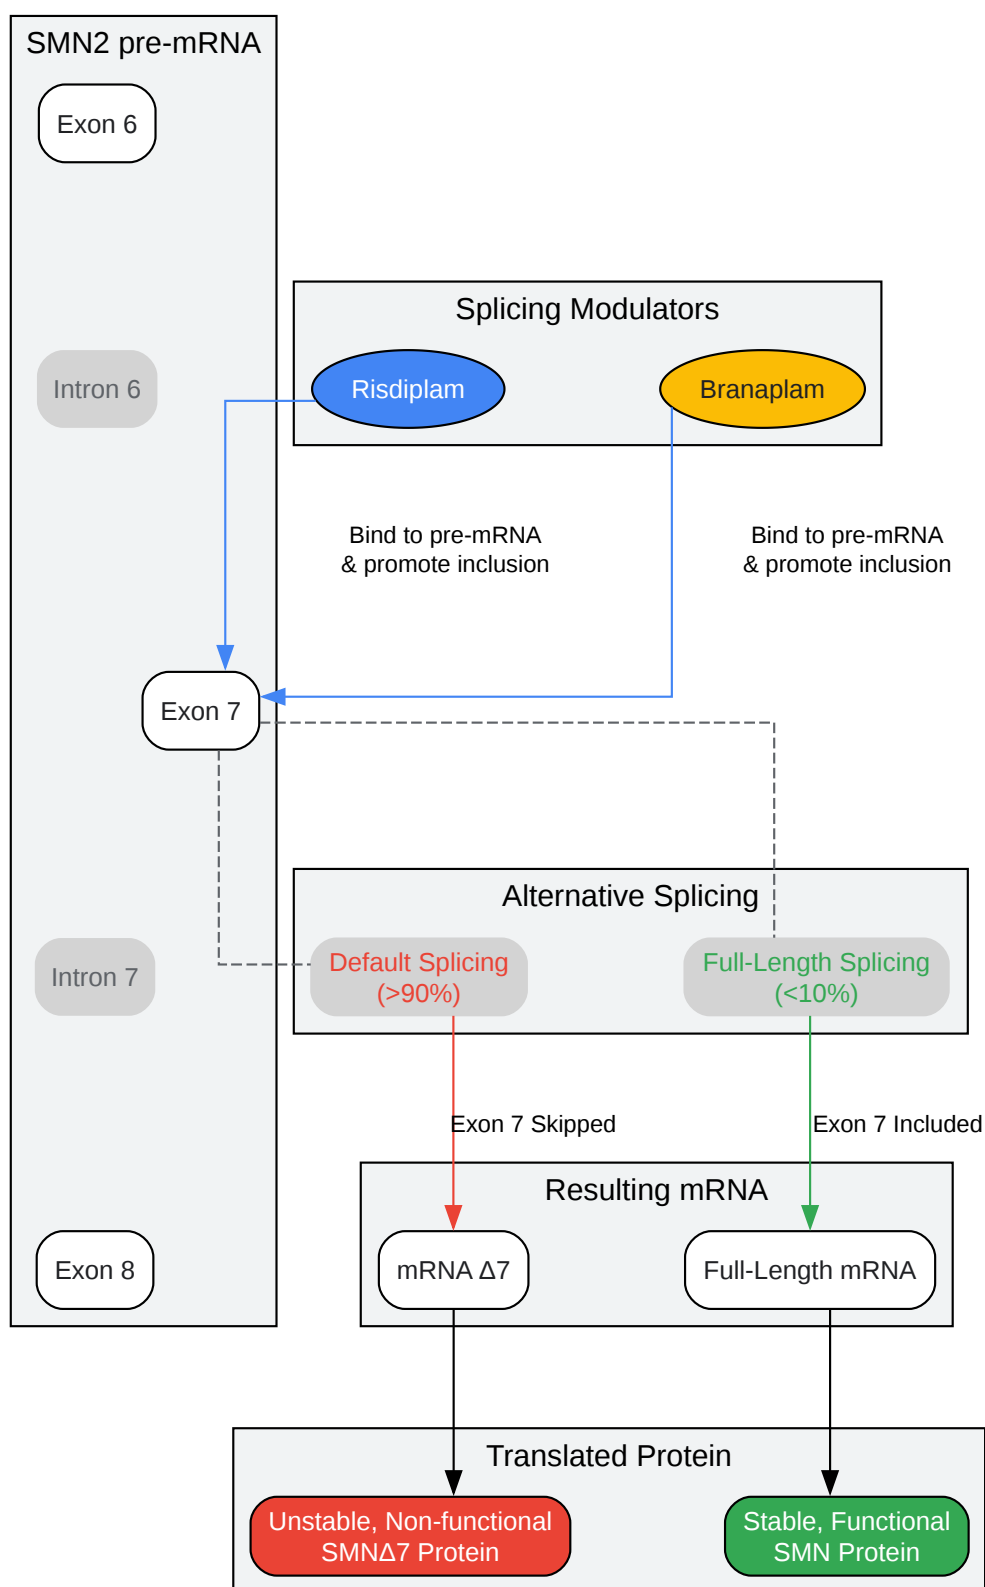 SMN2 pre-mRNA
Exon 6
Splicing Modulators
Intron 6
Risdiplam
Branaplam
Bind to pre-mRNA
& promote inclusion
Bind to pre-mRNA
& promote inclusion
Exon 7
Alternative Splicing
Intron 7
Default Splicing
(>90%)
Full-Length Splicing
(<10%)
Exon 7 Skipped
Exon 7 Included
Resulting mRNA
Exon 8
mRNA Δ7
Full-Length mRNA
Translated Protein
Unstable, Non-functional
SMNΔ7 Protein
Stable, Functional
SMN Protein